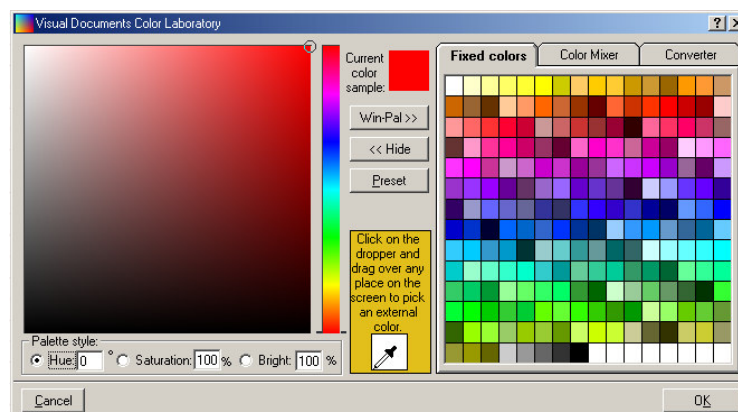 Visual Documents Color Laboratory
Current
color
sample:
Win-Pal >>
<< Hide
Preset
Click on the
dropper and
drag over any
place on the
screen to pick
an external
color.
Fixed colors
Color Mixer
Converter
Palette style:
Hue: 0 ° Saturation: 100 % Bright: 100 %
Cancel
OK